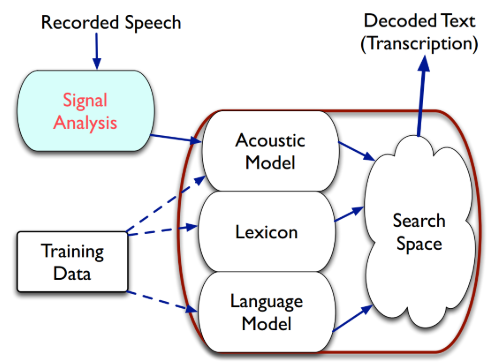 Recorded Speech
Decoded Text
(Transcription)
Signal
Analysis
Acoustic
Model
Lexicon
Search
Space
Training
Data
Language
Model